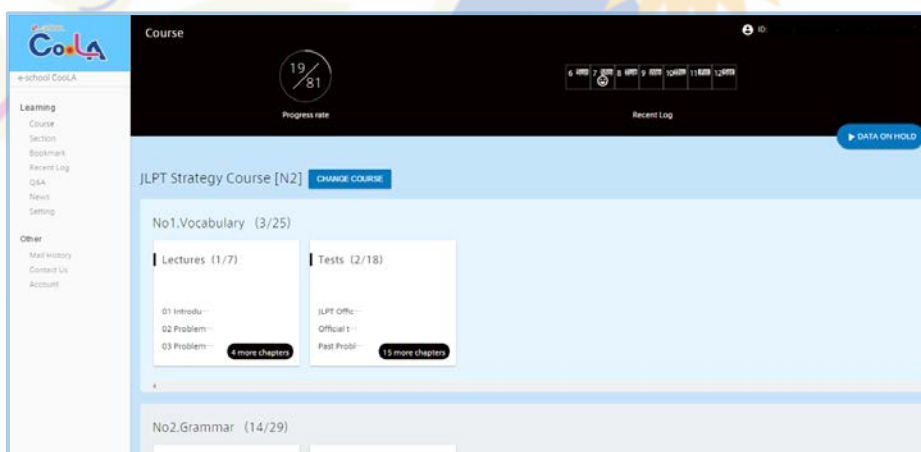 CooLA
e-school CooLA
Learning
Course
Section
Bookmark
Recent Log
Q&A
News
Setting
Other
Mail History
Contact Us
Account
Course
ID:
19/81
Progress rate
6 7 8 9 10 11 12
Recent Log
DATA ON HOLD
JLPT Strategy Course [N2] CHANGE COURSE
No1.Vocabulary (3/25)
Lectures (1/7)
01 Introdu···
02 Problem···
03 Problem···
4 more chapters
Tests (2/18)
JLPT Offic···
Official t···
Past Probl···
15 more chapters
No2.Grammar (14/29)